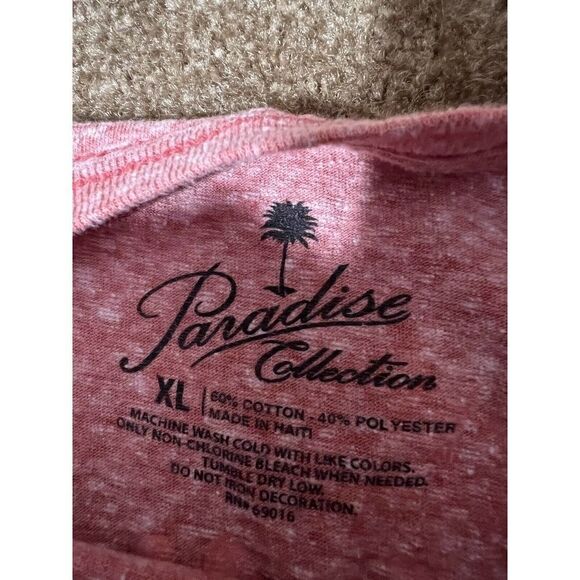 Paradise
Collection
XL | 60% COTTON - 40% POLYESTER
MADE IN HAITI
MACHINE WASH COLD WITH LIKE COLORS.
ONLY NON-CHLORINE BLEACH WHEN NEEDED.
TUMBLE DRY LOW.
DO NOT IRON DECORATION.
RN# 69016